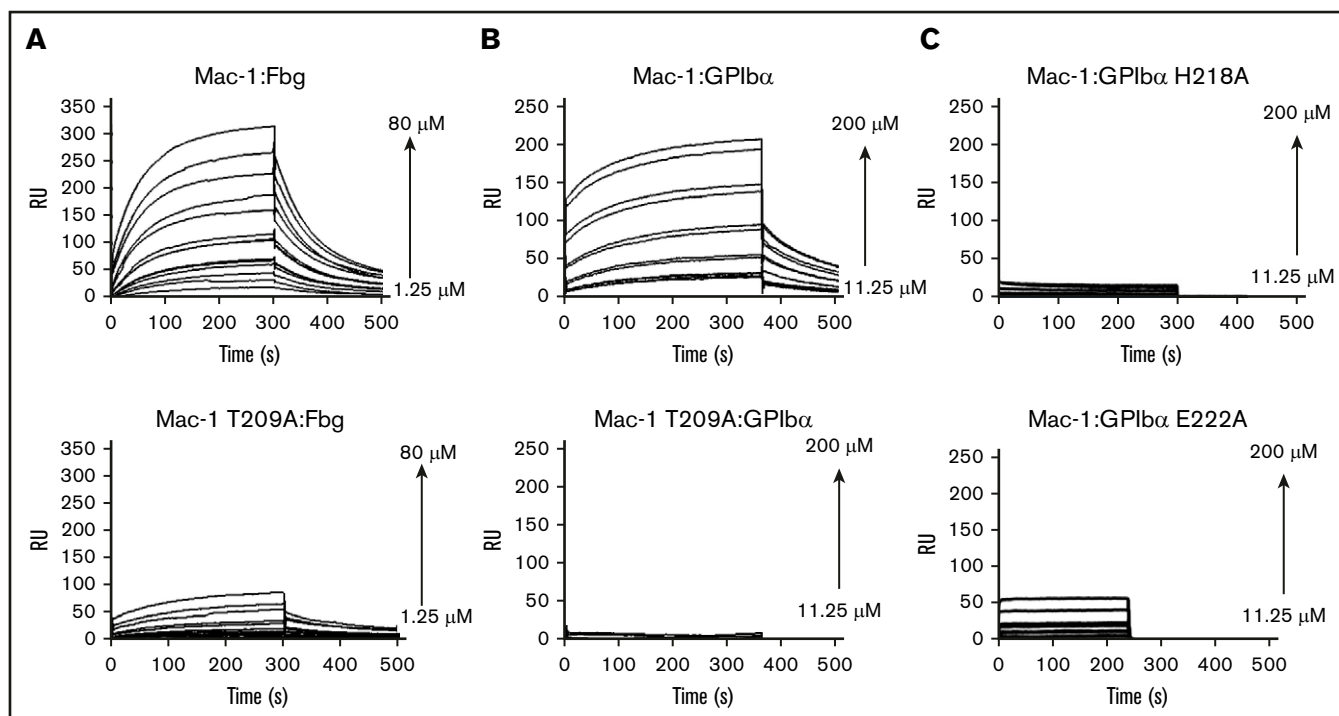 A
Mac-1:Fbg
350
300
250
200
150
100
50
0
RU
0 100 200 300 400 500
Time (s)
80 μM
1.25 μM
Mac-1 T209A:Fbg
350
300
250
200
150
100
50
0
RU
0 100 200 300 400 500
Time (s)
80 μM
1.25 μM
B
Mac-1:GPIbα
250
200
150
100
50
0
RU
0 100 200 300 400 500
Time (s)
200 μM
11.25 μM
Mac-1 T209A:GPIbα
250
200
150
100
50
0
RU
0 100 200 300 400 500
Time (s)
200 μM
11.25 μM
C
Mac-1:GPIbα H218A
250
200
150
100
50
0
RU
0 100 200 300 400 500
Time (s)
200 μM
11.25 μM
Mac-1:GPIbα E222A
250
200
150
100
50
0
RU
0 100 200 300 400 500
Time (s)
200 μM
11.25 μM